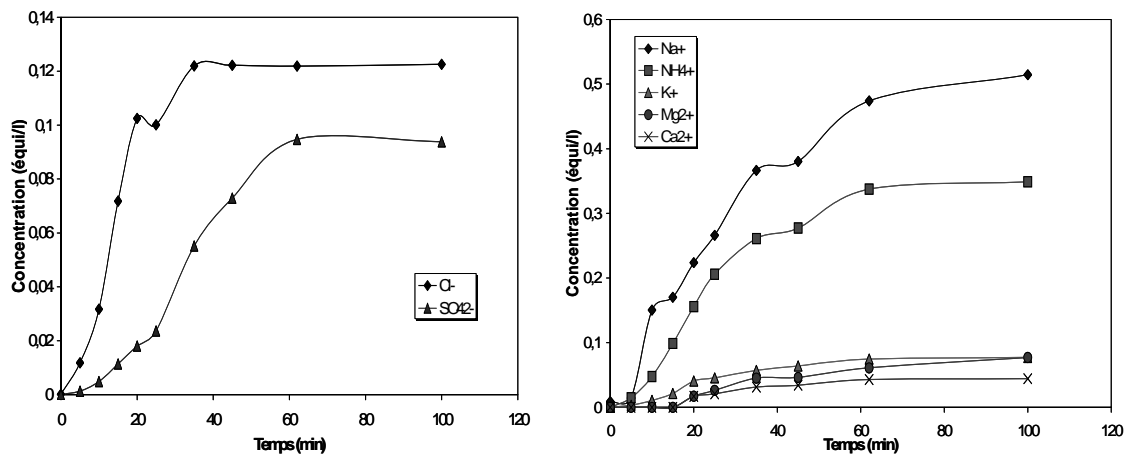 0,14
0,12
0,1
0,08
0,06
0,04
0,02
0
Concentration (équi/l)
0 20 40 60 80 100 120
Temps (min)
Cl-
SO42-
0,6
0,5
0,4
0,3
0,2
0,1
0
Concentration (équi/l)
0 20 40 60 80 100 120
Temps (min)
Na+
NH4+
K+
Mg2+
Ca2+